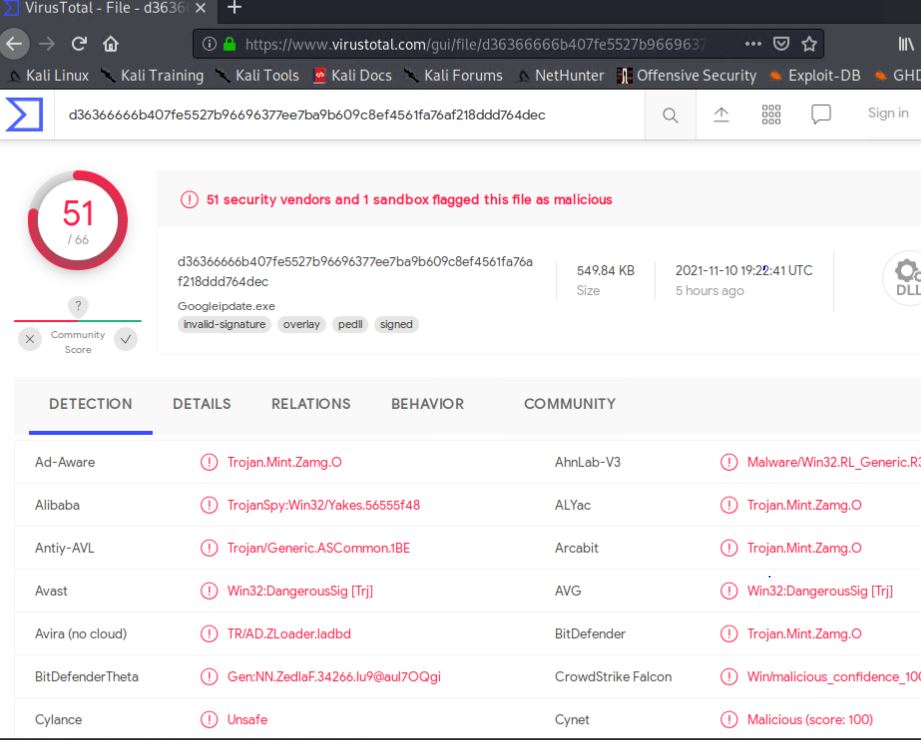 VirusTotal - File - d3636
https://www.virustotal.com/gui/file/d36366666b407fe5527b9669637
Kali Linux Kali Training Kali Tools Kali Docs Kali Forums NetHunter Offensive Security Exploit-DB GHD
d36366666b407fe5527b96696377ee7ba9b609c8ef4561fa76af218ddd764dec
Sign in
51
/ 66
51 security vendors and 1 sandbox flagged this file as malicious
d36366666b407fe5527b96696377ee7ba9b609c8ef4561fa76a
f218ddd764dec
Googleipdate.exe
invalid-signature overlay pedll signed
549.84 KB
Size
2021-11-10 19:22:41 UTC
5 hours ago
DLL
?
Community
Score
DETECTION DETAILS RELATIONS BEHAVIOR COMMUNITY
Ad-Aware Trojan.Mint.Zamg.O AhnLab-V3 Malware/Win32.RL_Generic.R3
Alibaba TrojanSpy:Win32/Yakes.56555f48 ALYac Trojan.Mint.Zamg.O
Antiy-AVL Trojan/Generic.ASCommon.1BE Arcabit Trojan.Mint.Zamg.O
Avast Win32:DangerousSig [Trj] AVG Win32:DangerousSig [Trj]
Avira (no cloud) TR/AD.ZLoader.ladbd BitDefender Trojan.Mint.Zamg.O
BitDefenderTheta Gen:NN.ZedlaF.34266.lu9@aul7OQgi CrowdStrike Falcon Win/malicious_confidence_100
Cylance Unsafe Cynet Malicious (score: 100)